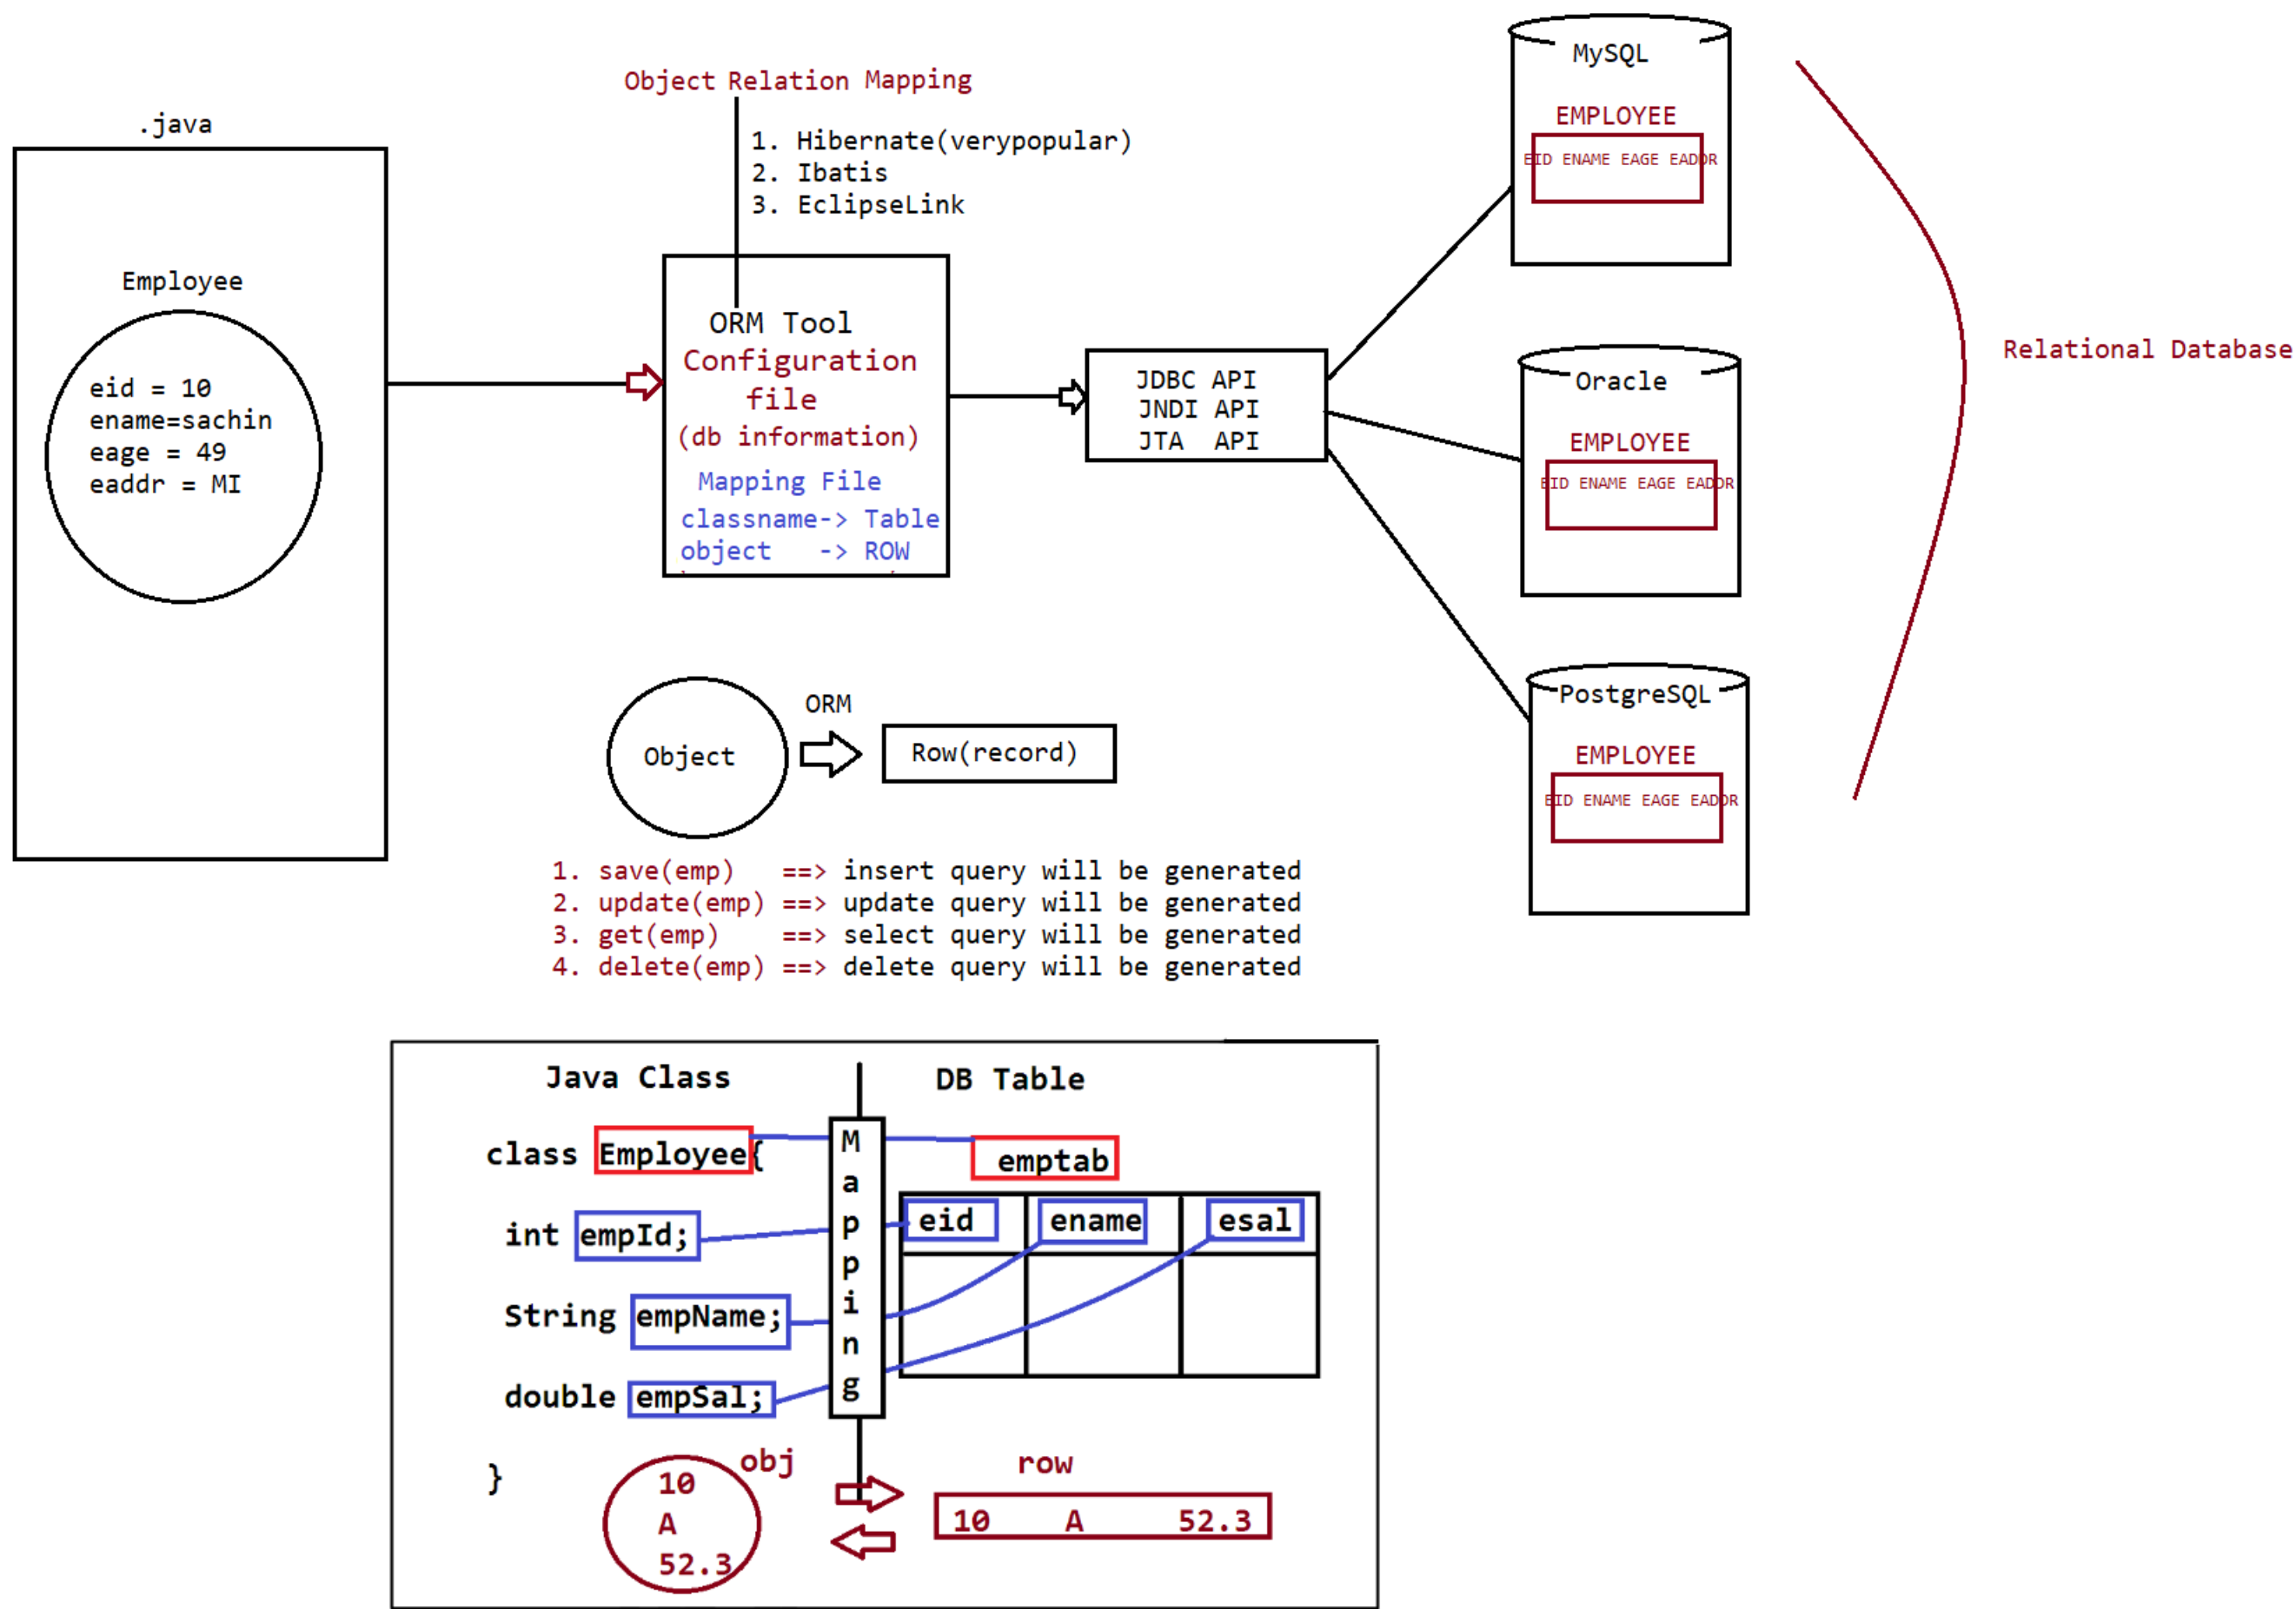 .java
Employee
eid = 10
ename=sachin
eage = 49
eaddr = MI
Object Relation Mapping
1. Hibernate(verypopular)
2. Ibatis
3. EclipseLink
ORM Tool
Configuration
file
(db information)
Mapping File
classname-> Table
object   -> ROW
JDBC API
JNDI API
JTA  API
MySQL
EMPLOYEE
EID ENAME EAGE EADDR
Oracle
EMPLOYEE
EID ENAME EAGE EADDR
PostgreSQL
EMPLOYEE
EID ENAME EAGE EADDR
Relational Database
Object
ORM
Row(record)
1. save(emp)   ==> insert query will be generated
2. update(emp) ==> update query will be generated
3. get(emp)    ==> select query will be generated
4. delete(emp) ==> delete query will be generated
Java Class
DB Table
class Employee{
int empId;
String empName;
double empSal;
}
Mapping
emptab
eid ename esal
obj
10
A
52.3
row
10 A 52.3